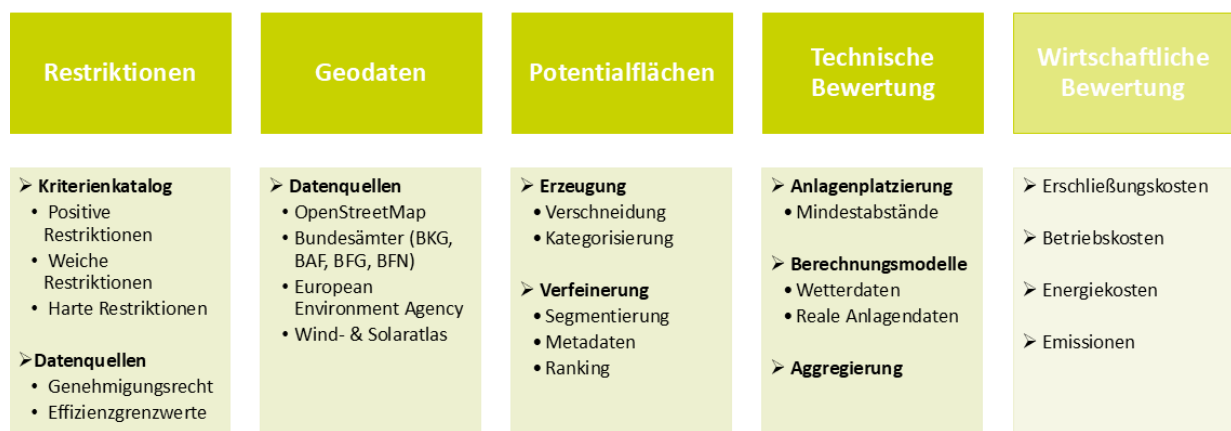 Restriktionen
Geodaten
Potentialflächen
Technische
Bewertung
Wirtschaftliche
Bewertung
➢ Kriterienkatalog
• Positive
Restriktionen
• Weiche
Restriktionen
• Harte Restriktionen
➢Datenquellen
• Genehmigungsrecht
• Effizienzgrenzwerte
➢ Datenquellen
• OpenStreetMap
• Bundesämter (BKG,
BAF, BFG, BFN)
• European
Environment Agency
• Wind- & Solaratlas
➢ Erzeugung
• Verschneidung
• Kategorisierung
➢ Verfeinerung
• Segmentierung
• Metadaten
• Ranking
➢ Anlagenplatzierung
• Mindestabstände
➢ Berechnungsmodelle
• Wetterdaten
• Reale Anlagendaten
➢ Aggregierung
➢ Erschließungskosten
➢ Betriebskosten
➢ Energiekosten
➢ Emissionen